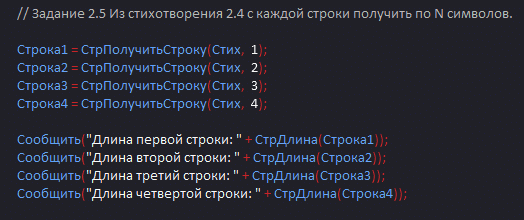 // Задание 2.5 Из стихотворения 2.4 с каждой строки получить по N символов.
Строка1 = СтрПолучитьСтроку(Стих, 1);
Строка2 = СтрПолучитьСтроку(Стих, 2);
Строка3 = СтрПолучитьСтроку(Стих, 3);
Строка4 = СтрПолучитьСтроку(Стих, 4);
Сообщить("Длина первой строки: " + СтрДлина(Строка1));
Сообщить("Длина второй строки: " + СтрДлина(Строка2));
Сообщить("Длина третий строки: " + СтрДлина(Строка3));
Сообщить("Длина четвертой строки: " + СтрДлина(Строка4));